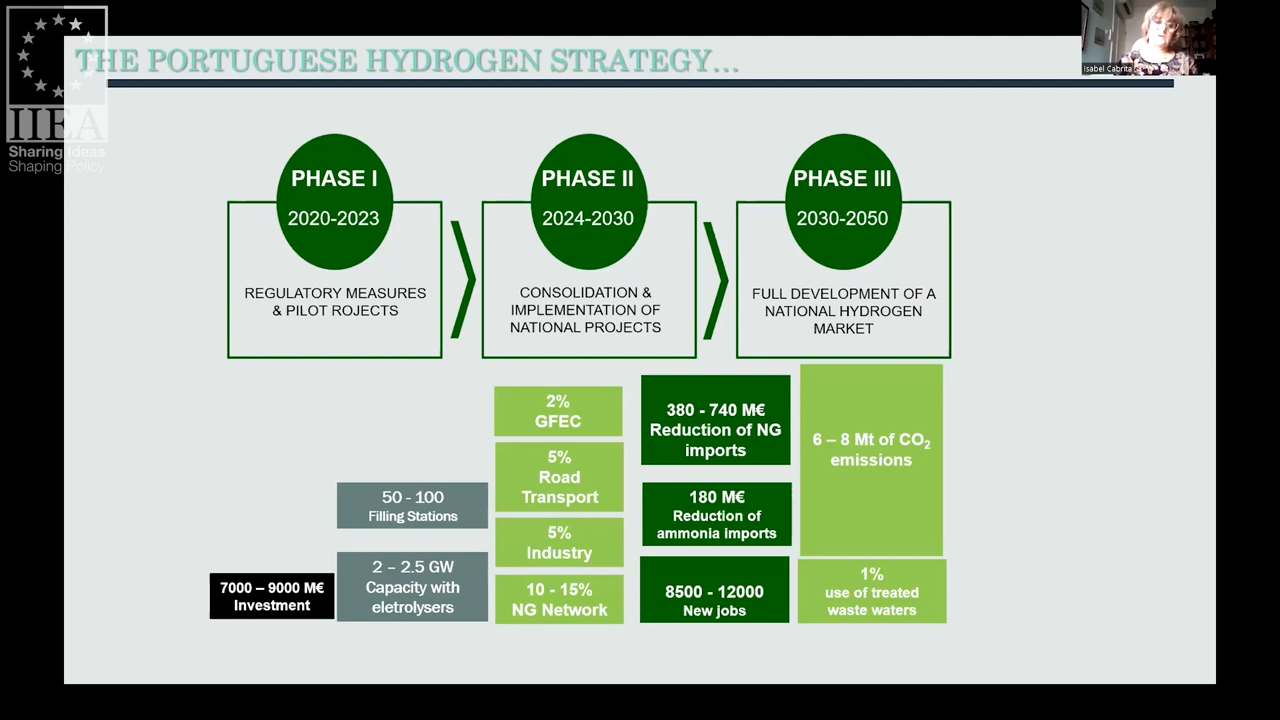 IIEA
Sharing Ideas
Shaping Policy
THE PORTUGUESE HYDROGEN STRATEGY...
Isabel Cabrita
PHASE I
2020-2023
REGULATORY MEASURES
& PILOT ROJECTS
PHASE II
2024-2030
CONSOLIDATION &
IMPLEMENTATION OF
NATIONAL PROJECTS
PHASE III
2030-2050
FULL DEVELOPMENT OF A
NATIONAL HYDROGEN
MARKET
7000 – 9000 M€
Investment
50 - 100
Filling Stations
2 – 2.5 GW
Capacity with
eletrolysers
2%
GFEC
5%
Road
Transport
5%
Industry
10 - 15%
NG Network
380 - 740 M€
Reduction of NG
imports
180 M€
Reduction of
ammonia imports
8500 - 12000
New jobs
6 – 8 Mt of CO₂
emissions
1%
use of treated
waste waters